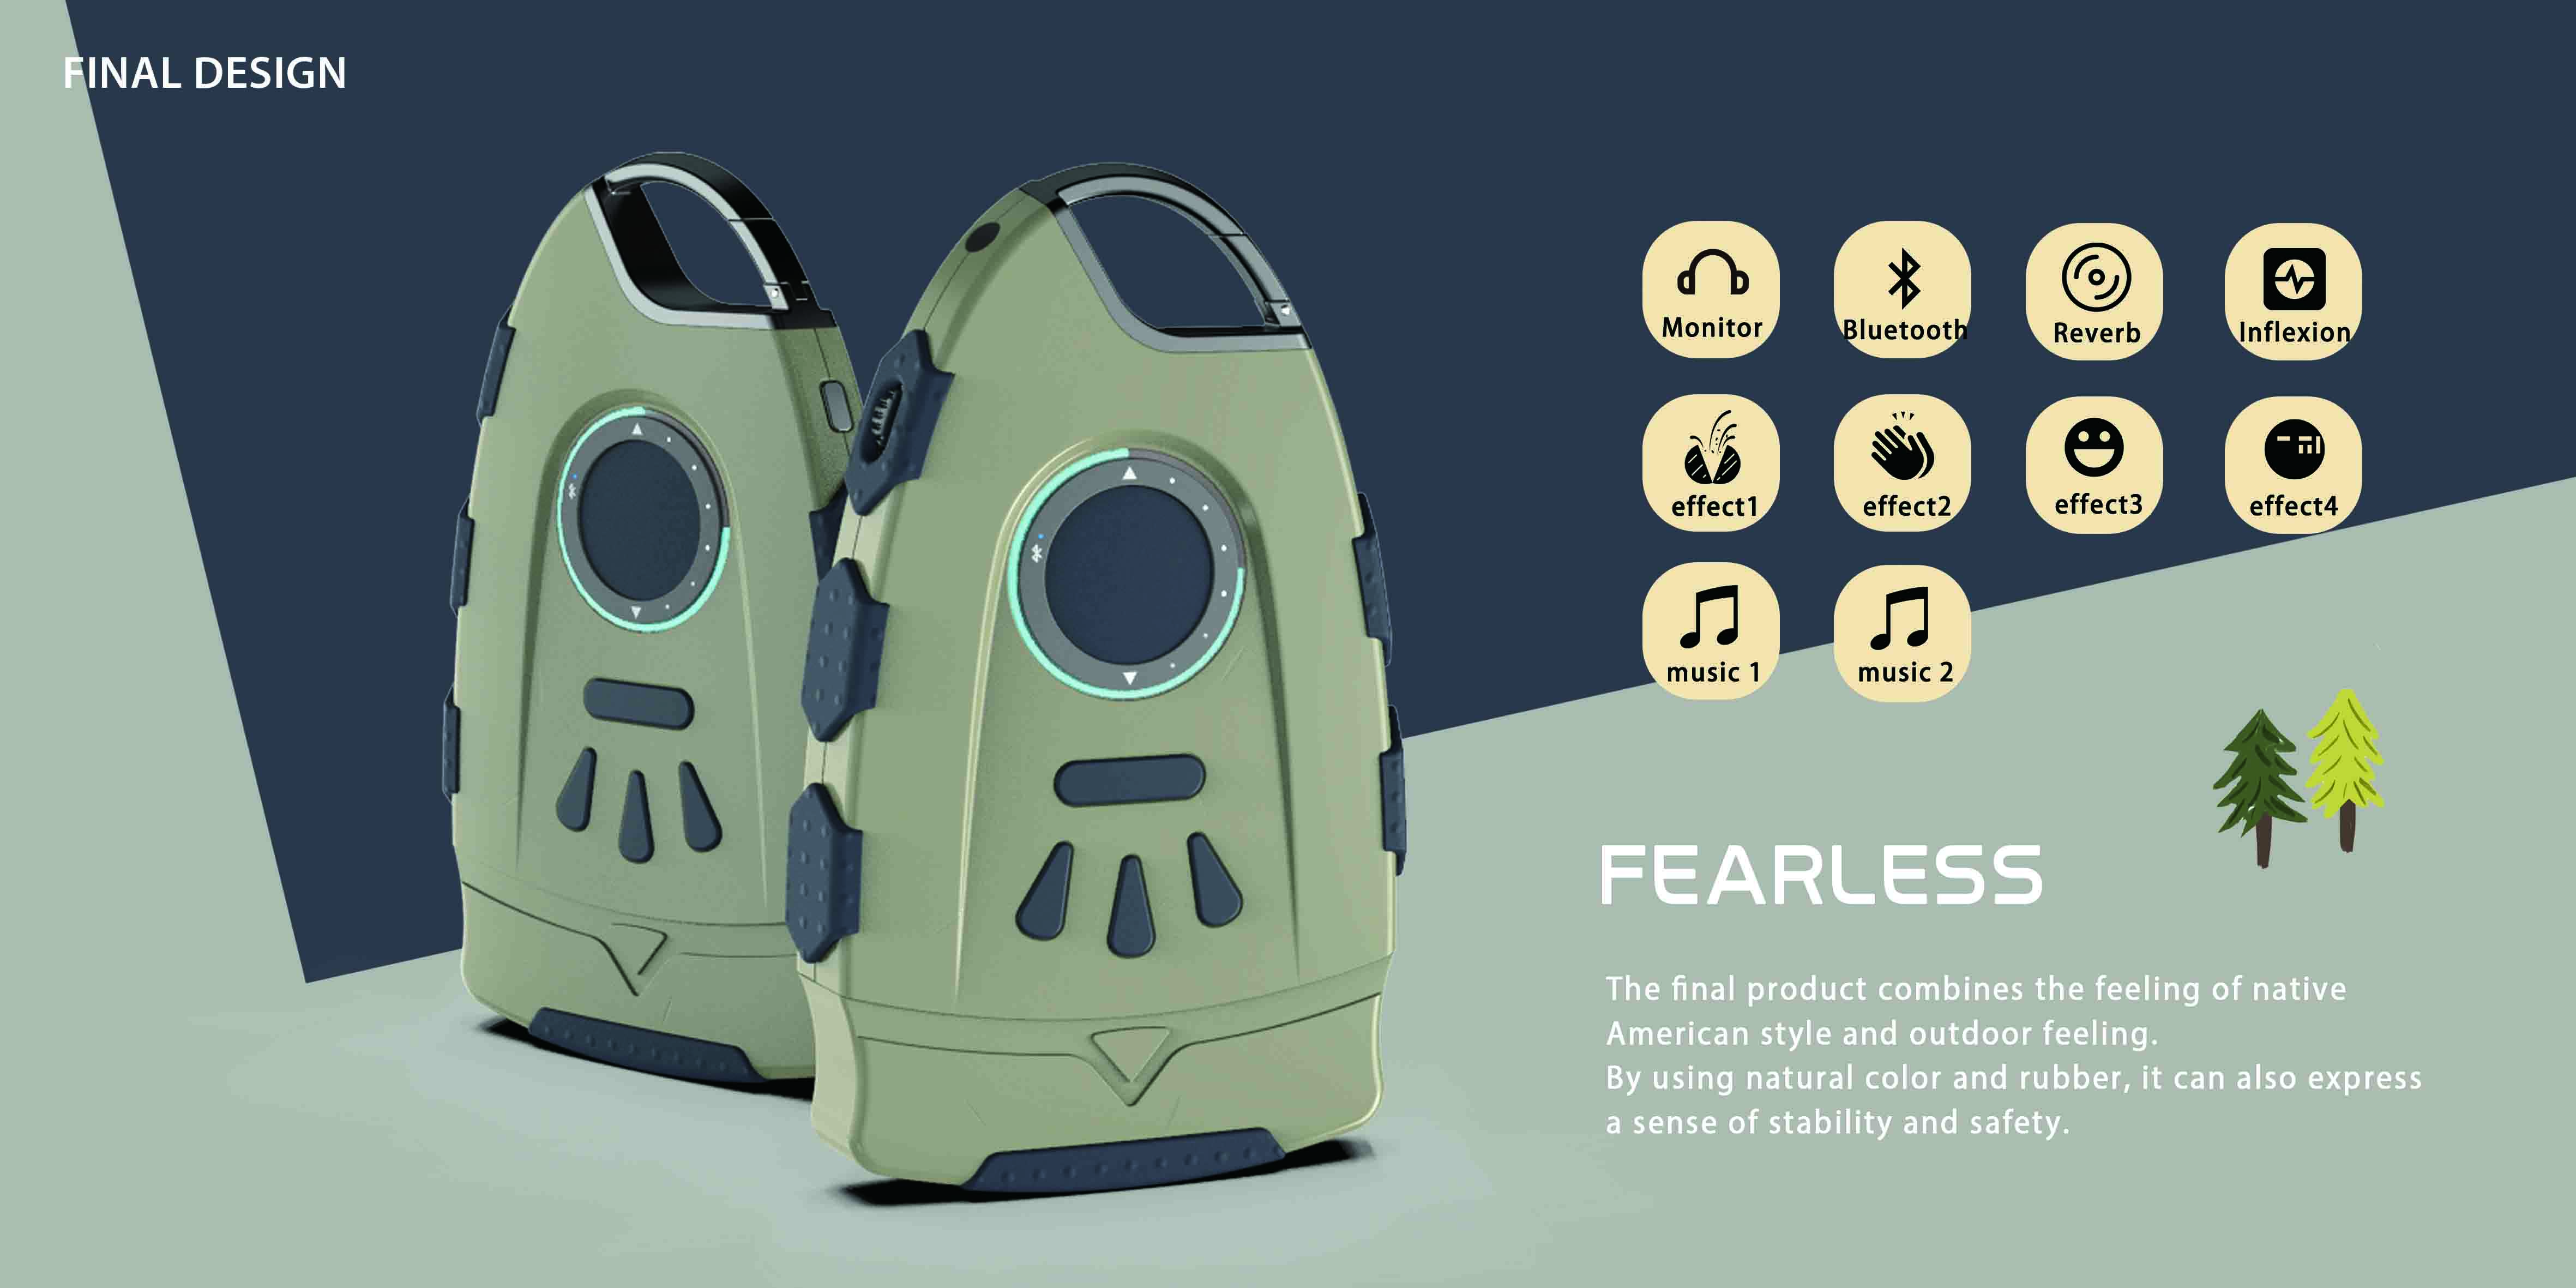 FINAL DESIGN
Monitor
Bluetooth
Reverb
Inflexion
effect1
effect2
effect3
effect4
music 1
music 2
FEARLESS
The final product combines the feeling of native
American style and outdoor feeling.
By using natural color and rubber, it can also express
a sense of stability and safety.